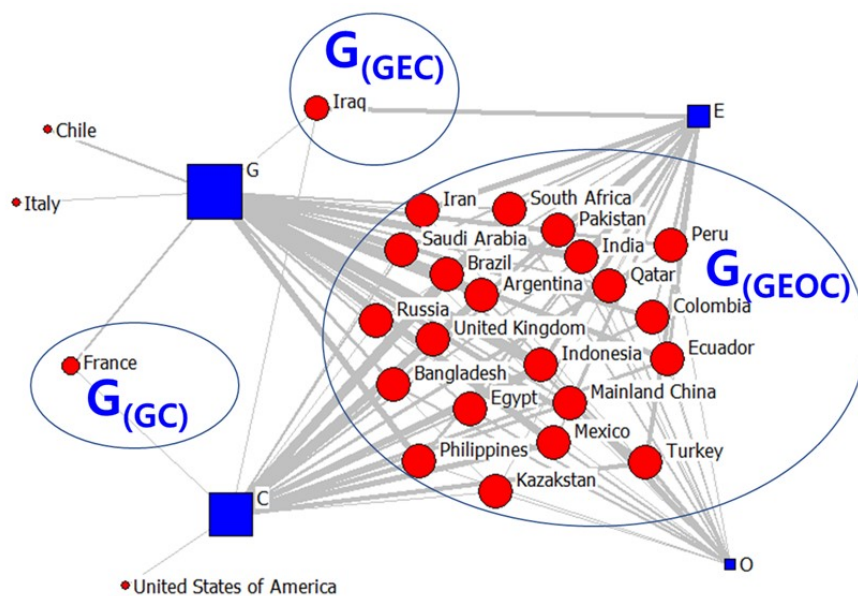 G(GEC)
Iraq
E
Chile
G
Italy
Iran
South Africa
Pakistan
Saudi Arabia
India
Peru
Brazil
Qatar
G(GEOC)
Argentina
Colombia
Russia
United Kingdom
Indonesia
Ecuador
France
Bangladesh
Mainland China
G(GC)
Egypt
Mexico
Philippines
Turkey
Kazakstan
C
O
United States of America